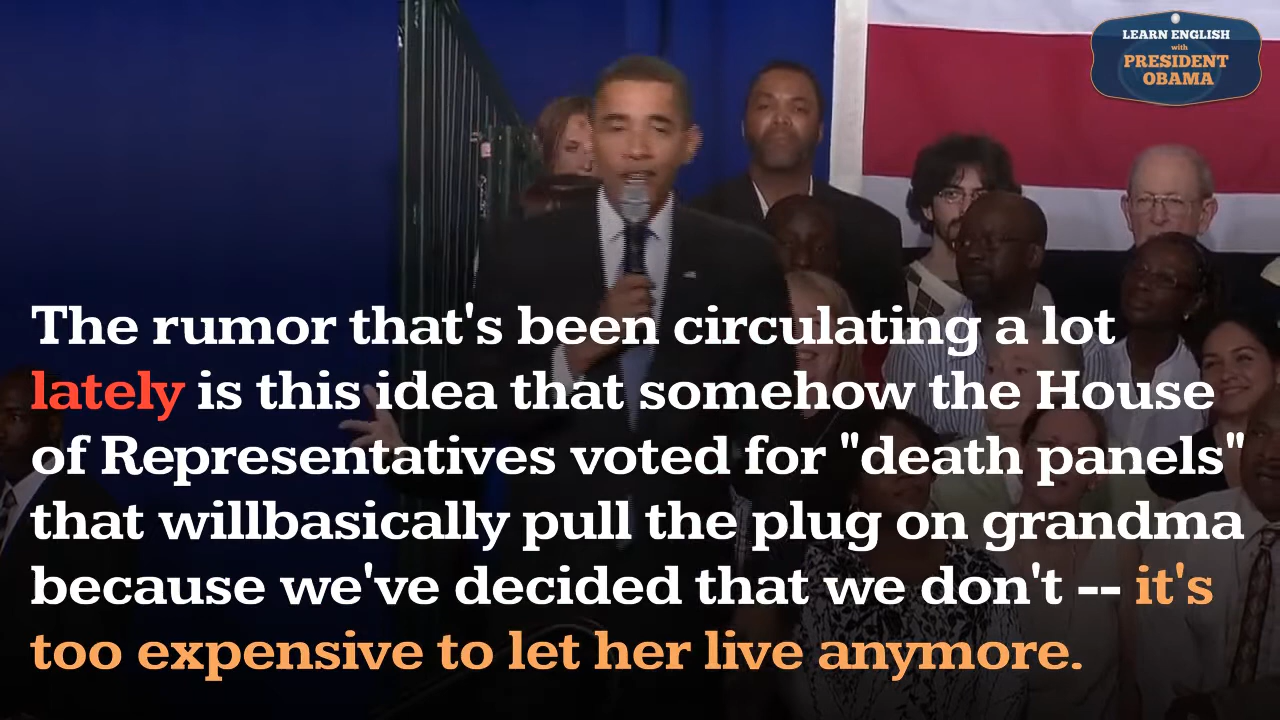 LEARN ENGLISH
with
PRESIDENT
OBAMA
The rumor that's been circulating a lot
lately is this idea that somehow the House
of Representatives voted for "death panels"
that willbasically pull the plug on grandma
because we've decided that we don't -- it's
too expensive to let her live anymore.